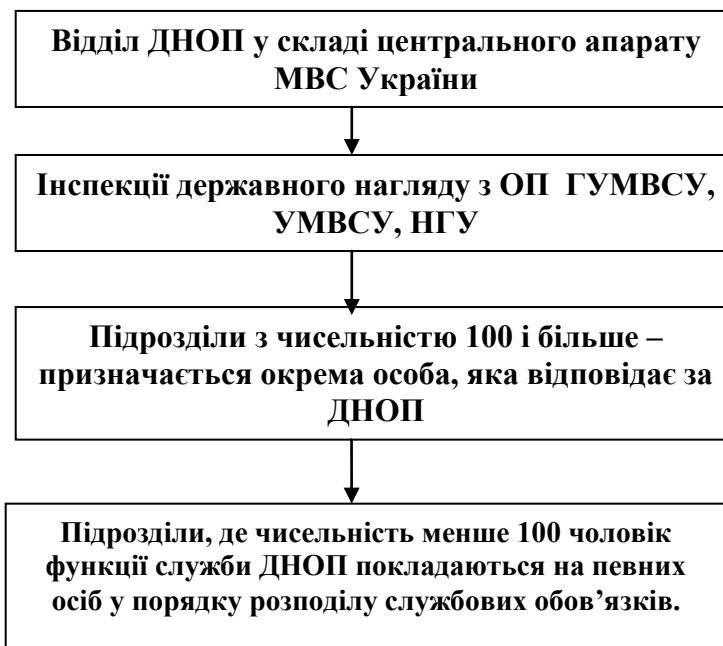 Відділ ДНОП у складі центрального апарату
МВС України
Інспекції державного нагляду з ОП ГУМВСУ,
УМВСУ, НГУ
Підрозділи з чисельністю 100 і більше –
призначається окрема особа, яка відповідає за
ДНОП
Підрозділи, де чисельність менше 100 чоловік
функції служби ДНОП покладаються на певних
осіб у порядку розподілу службових обов’язків.